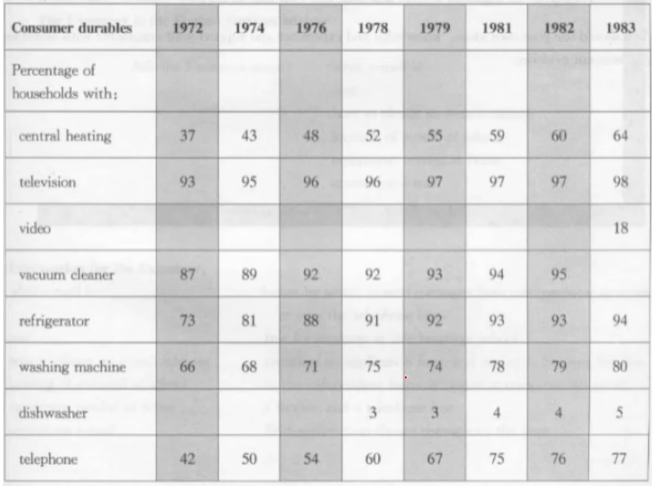 Consumer durables 1972 1974 1976 1978 1979 1981 1982 1983
Percentage of
households with:
central heating 37 43 48 52 55 59 60 64
television 93 95 96 96 97 97 97 98
video 18
vacuum cleaner 87 89 92 92 93 94 95
refrigerator 73 81 88 91 92 93 93 94
washing machine 66 68 71 75 74 78 79 80
dishwasher 3 3 4 4 5
telephone 42 50 54 60 67 75 76 77